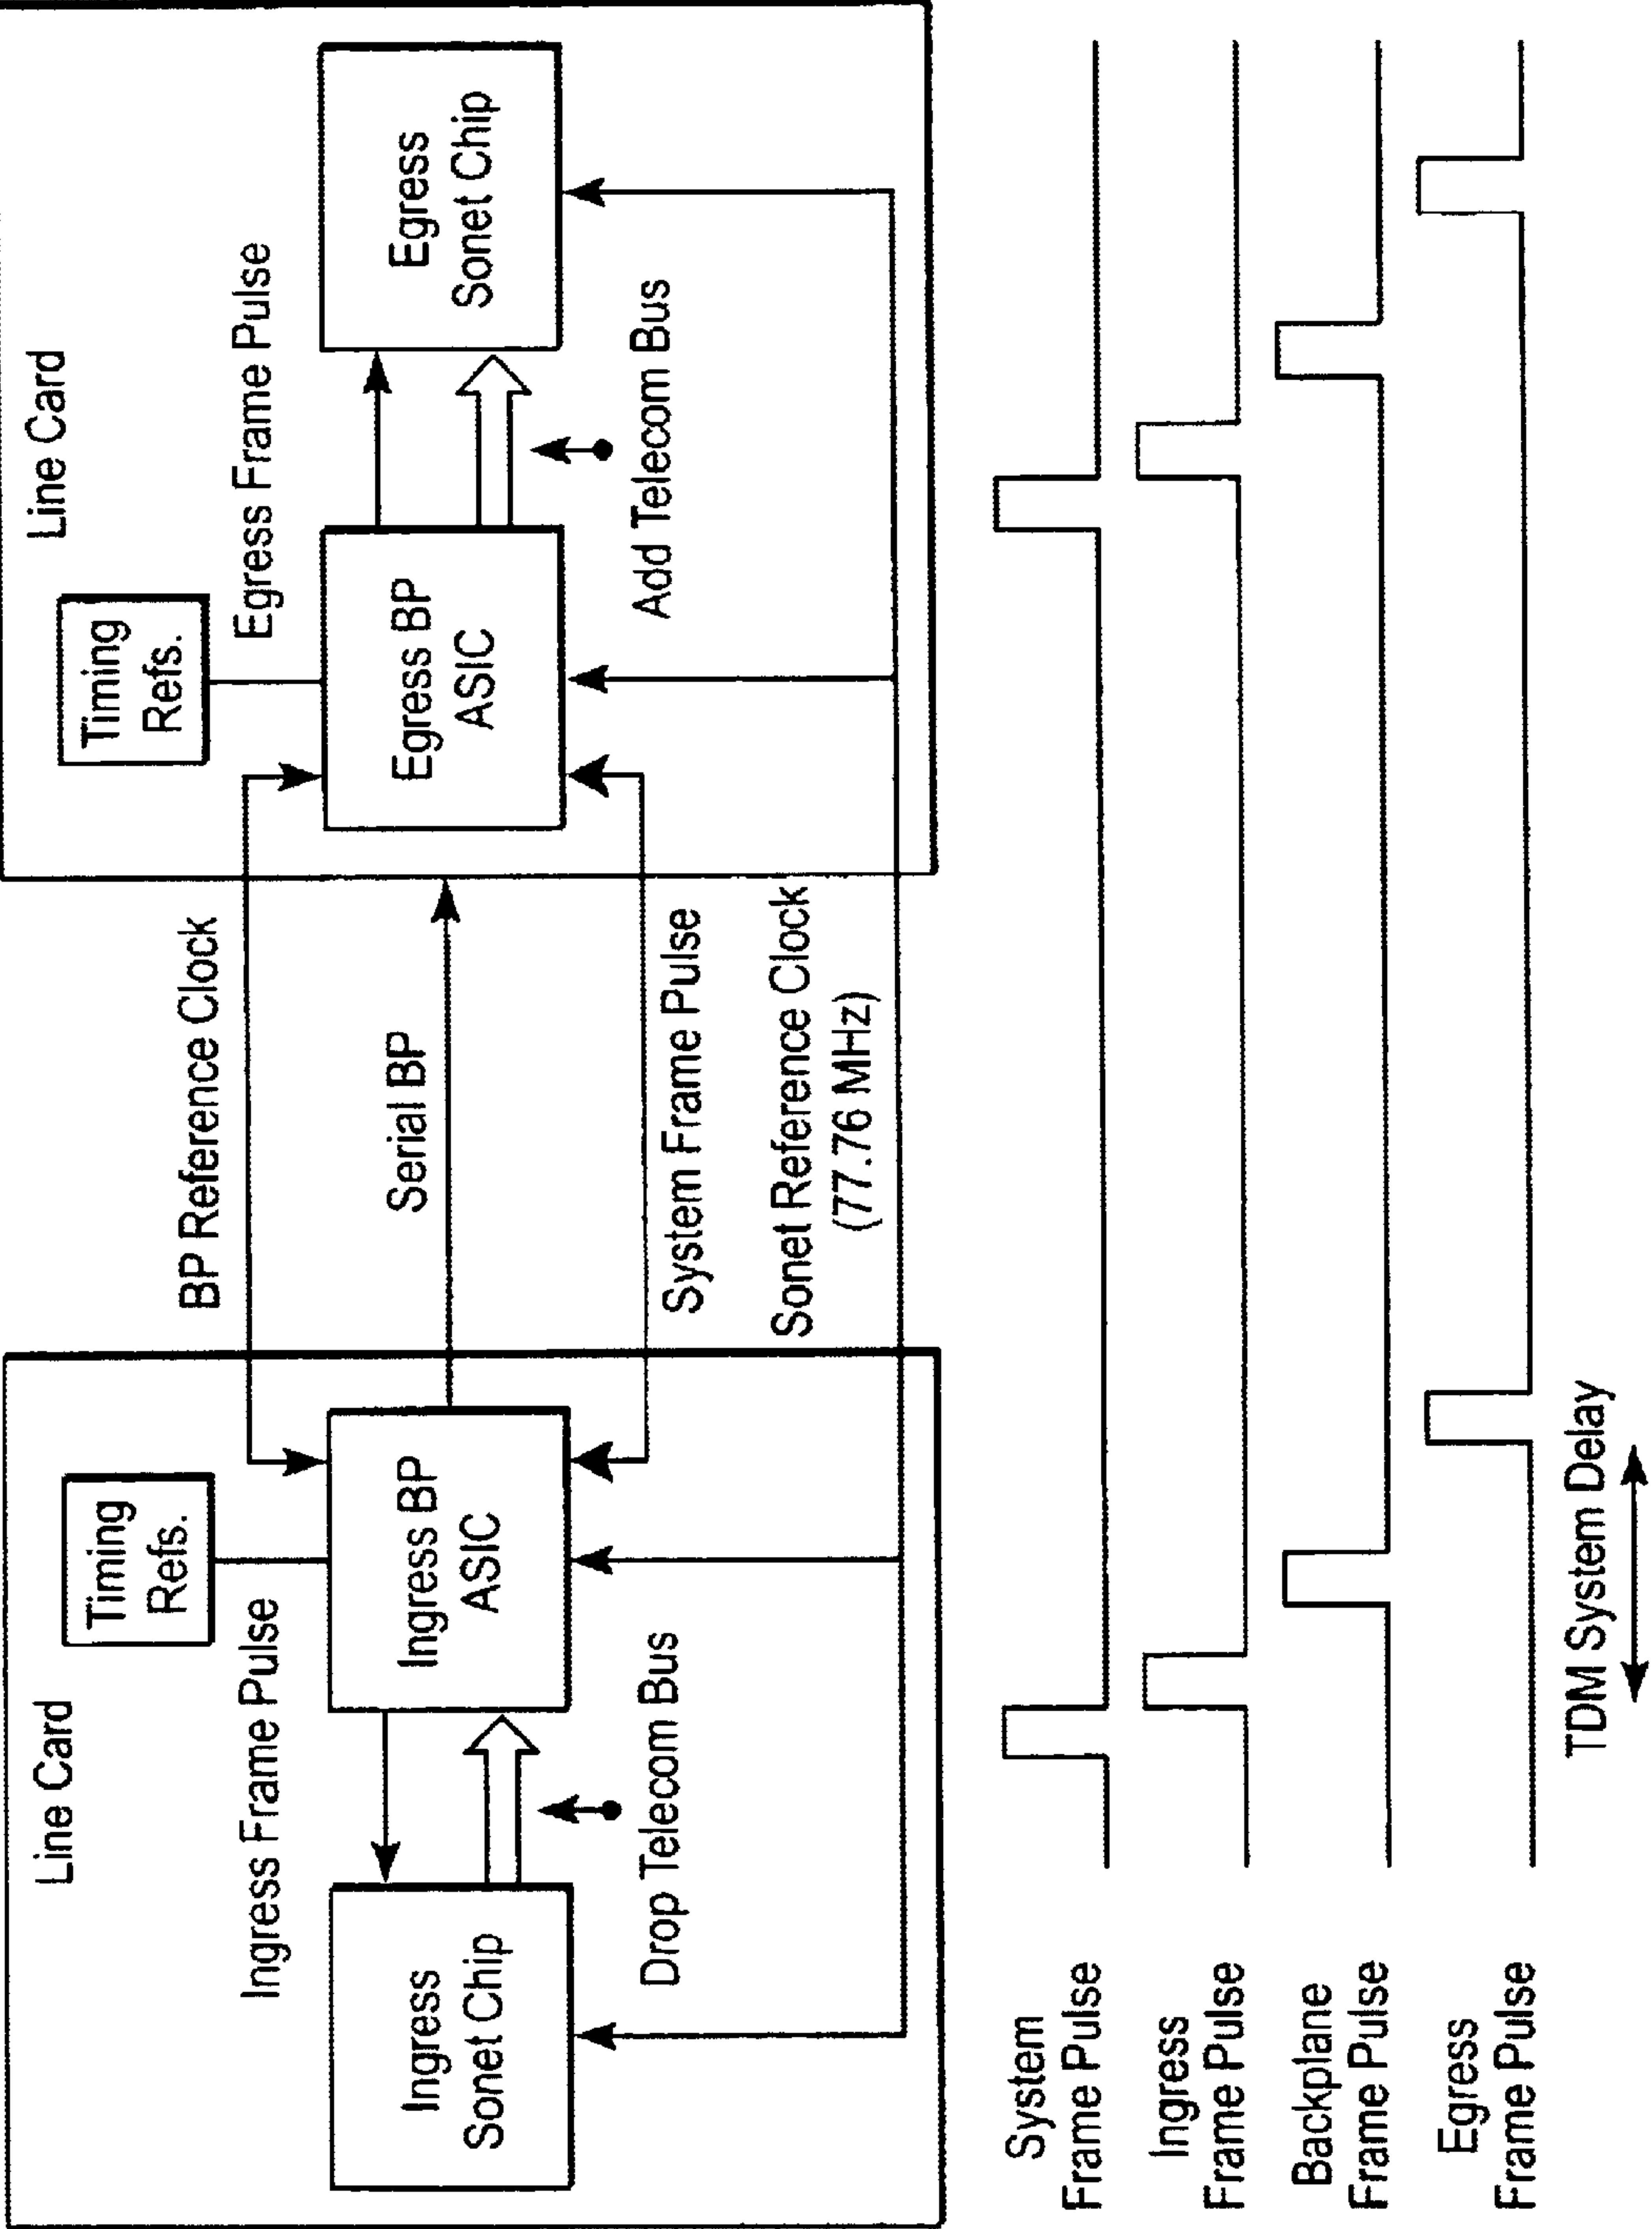 Line Card
Timing
Refs.
Ingress Frame Pulse
Ingress
Sonet Chip
Ingress BP
ASIC
Drop Telecom Bus
BP Reference Clock
Serial BP
System Frame Pulse
Sonet Reference Clock
(77.76 MHz)
Line Card
Timing
Refs.
Egress Frame Pulse
Egress BP
ASIC
Egress
Sonet Chip
Add Telecom Bus
System
Frame Pulse
Ingress
Frame Pulse
Backplane
Frame Pulse
Egress
Frame Pulse
TDM System Delay